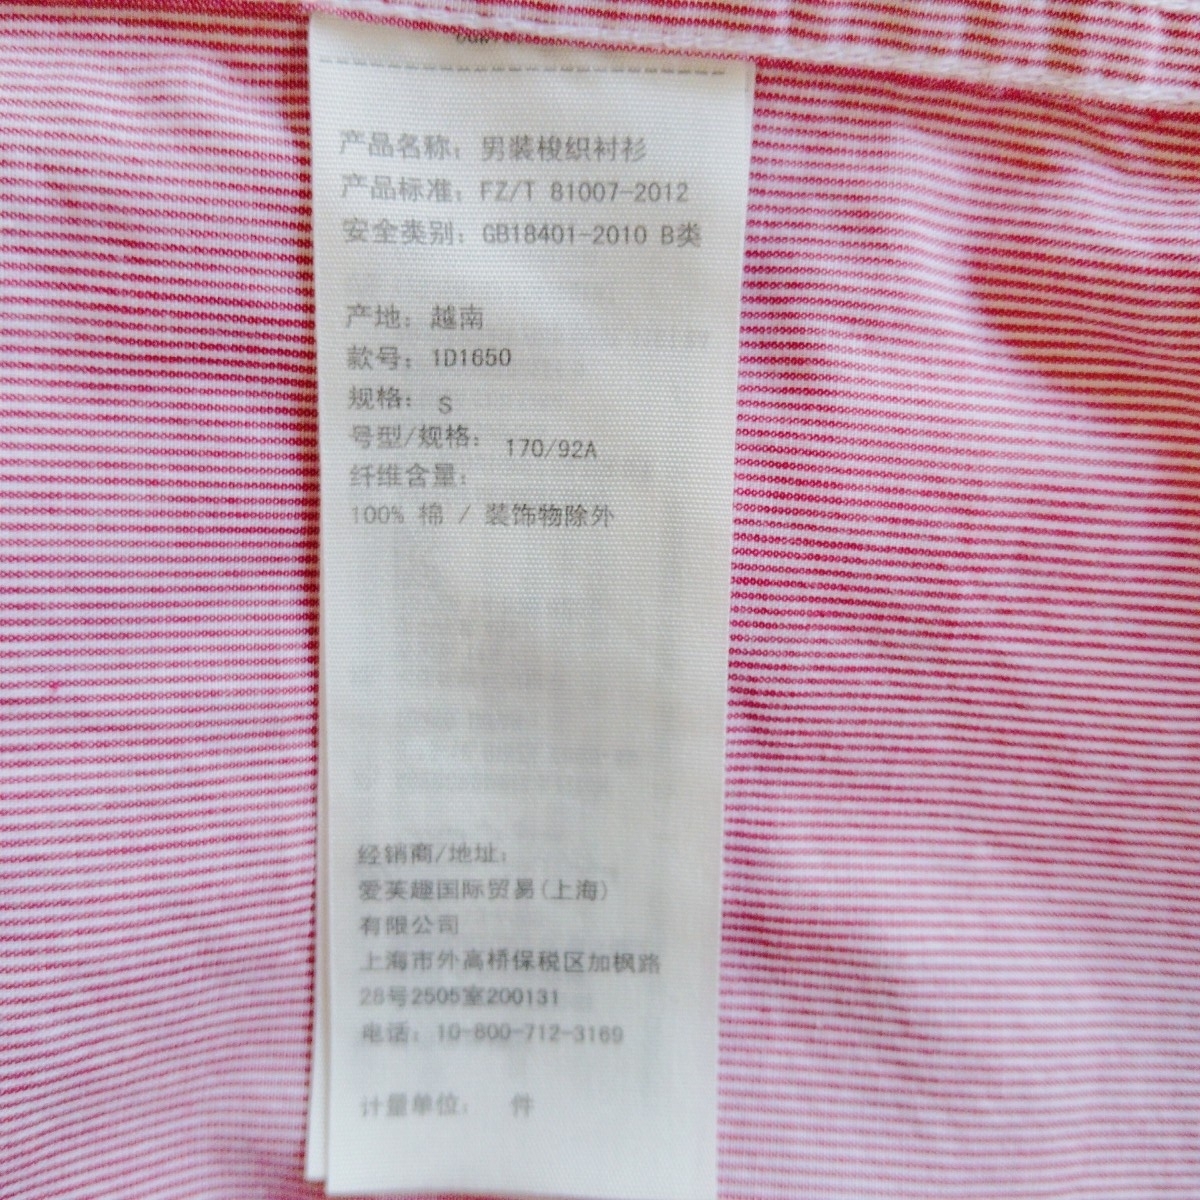 产品名称: 男装梭织衬衫
产品标准: FZ/T 81007-2012
安全类别: GB18401-2010 B类
产地: 越南
款号: 1D1650
规格: S
号型/规格: 170/92A
纤维含量:
100% 棉 / 装饰物除外
经销商/地址:
爱芙趣国际贸易(上海)
有限公司
上海市外高桥保税区加枫路
28号2505室200131
电话: 10-800-712-3169
计量单位: 件